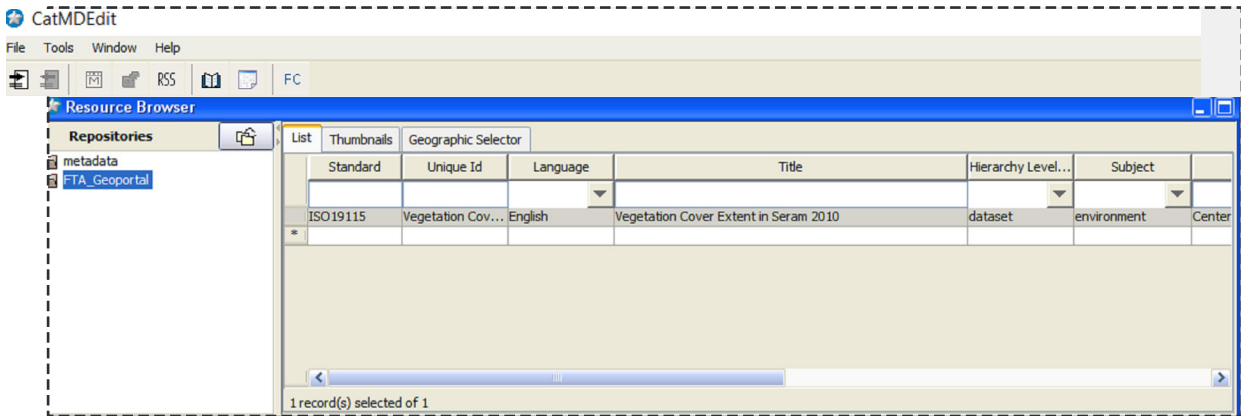 CatMDEdit
File Tools Window Help
RSS FC
Resource Browser
Repositories List Thumbnails Geographic Selector
metadata
FTA_Geoportal
Standard Unique Id Language Title Hierarchy Level... Subject
ISO19115 Vegetation Cov... English Vegetation Cover Extent in Seram 2010 dataset environment Center
*
1 record(s) selected of 1